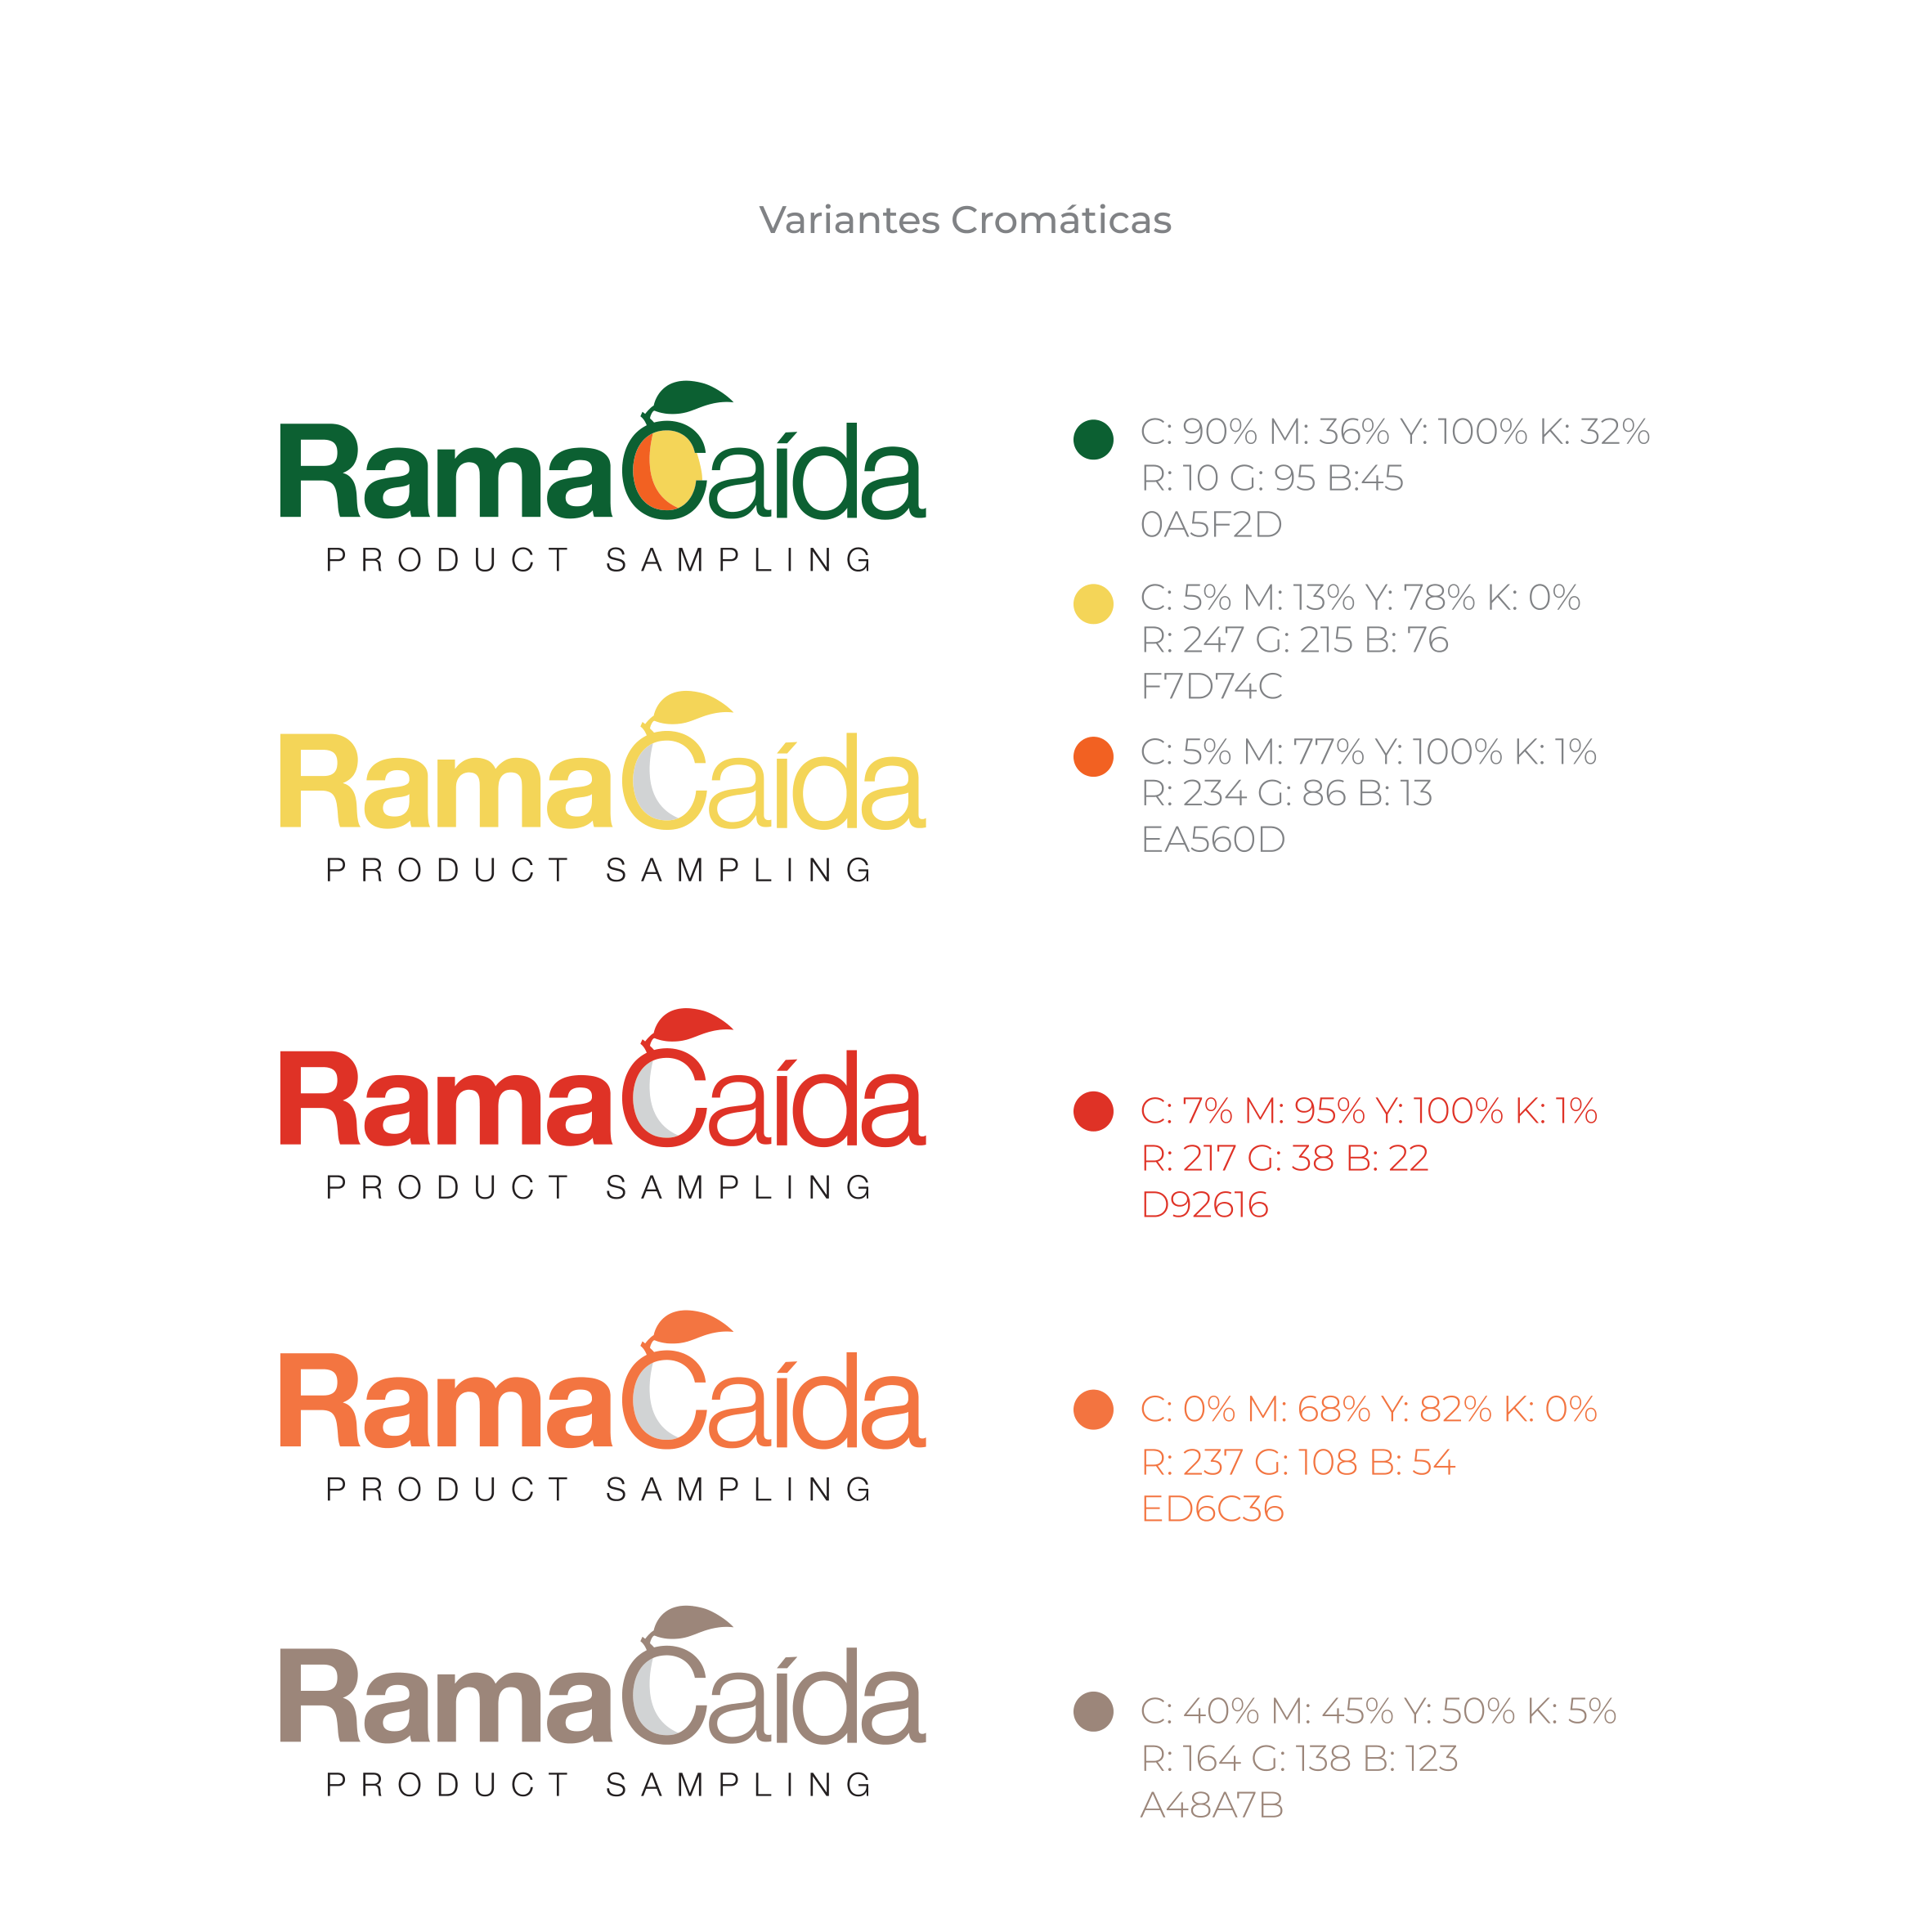 Variantes Cromáticas
RamaCaída
PRODUCT SAMPLING
C: 90% M: 36% Y: 100% K: 32%
R: 10 G: 95 B:45
0A5F2D
C: 5% M: 13% Y: 78% K: 0%
R: 247 G: 215 B: 76
F7D74C
RamaCaída
PRODUCT SAMPLING
C: 5% M: 77% Y: 100% K: 1%
R: 234 G: 86 B: 13
EA560D
RamaCaída
PRODUCT SAMPLING
C: 7% M: 95% Y: 100% K: 1%
R: 217 G: 38 B: 22
D92616
RamaCaída
PRODUCT SAMPLING
C: 0% M: 68% Y: 82% K: 0%
R: 237 G: 108 B: 54
ED6C36
RamaCaída
PRODUCT SAMPLING
C: 40% M: 45% Y: 50% K: 5%
R: 164 G: 138 B: 123
A48A7B